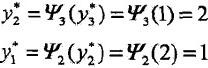 y₂* = Ψ₃(y₃*) = Ψ₃(1) = 2
y₁* = Ψ₂(y₂*) = Ψ₂(2) = 1